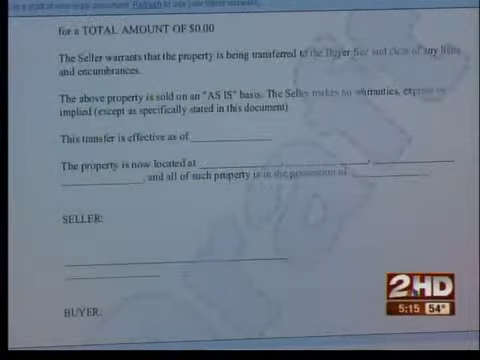 for a TOTAL AMOUNT OF $0.00
The Seller warrants that the property is being transferred to the Buyer free and clear of any liens
and encumbrances.
The above property is sold on an "AS IS" basis. The Seller makes no warranties, express or
implied (except as specifically stated in this document)
This transfer is effective as of
The property is now located at , ,
, and all of such property is in the possession of
SELLER:
BUYER:
2HD
5:15 54°